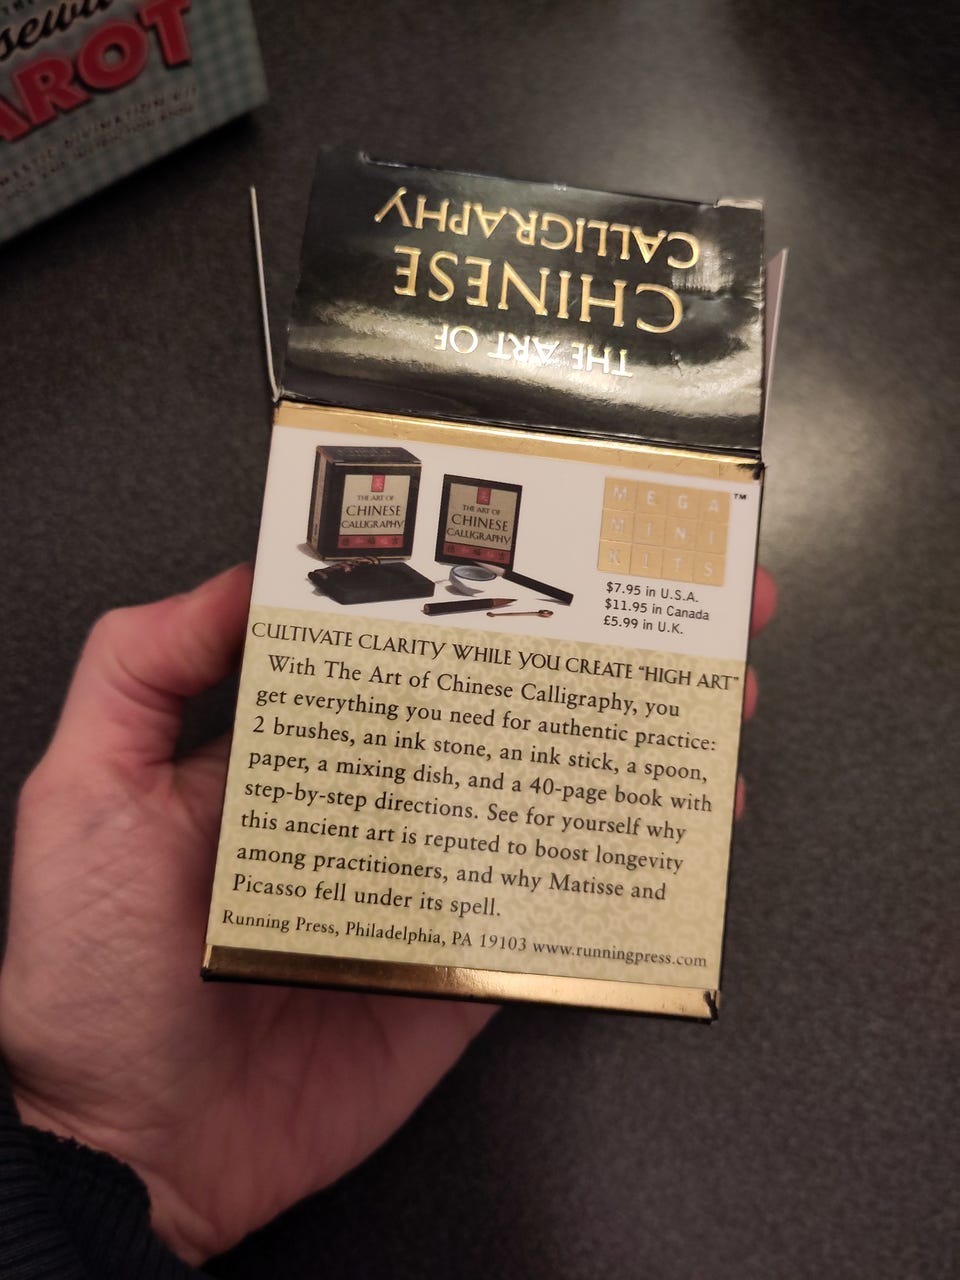 AROT
THE ART OF
CHINESE
CALLIGRAPHY
THE ART OF
CHINESE
CALLIGRAPHY
THE ART OF
CHINESE
CALLIGRAPHY
MEGA
MINI
KITS
™
$7.95 in U.S.A.
$11.95 in Canada
£5.99 in U.K.
CULTIVATE CLARITY WHILE YOU CREATE "HIGH ART"
With The Art of Chinese Calligraphy, you
get everything you need for authentic practice:
2 brushes, an ink stone, an ink stick, a spoon,
paper, a mixing dish, and a 40-page book with
step-by-step directions. See for yourself why
this ancient art is reputed to boost longevity
among practitioners, and why Matisse and
Picasso fell under its spell.
Running Press, Philadelphia, PA 19103 www.runningpress.com